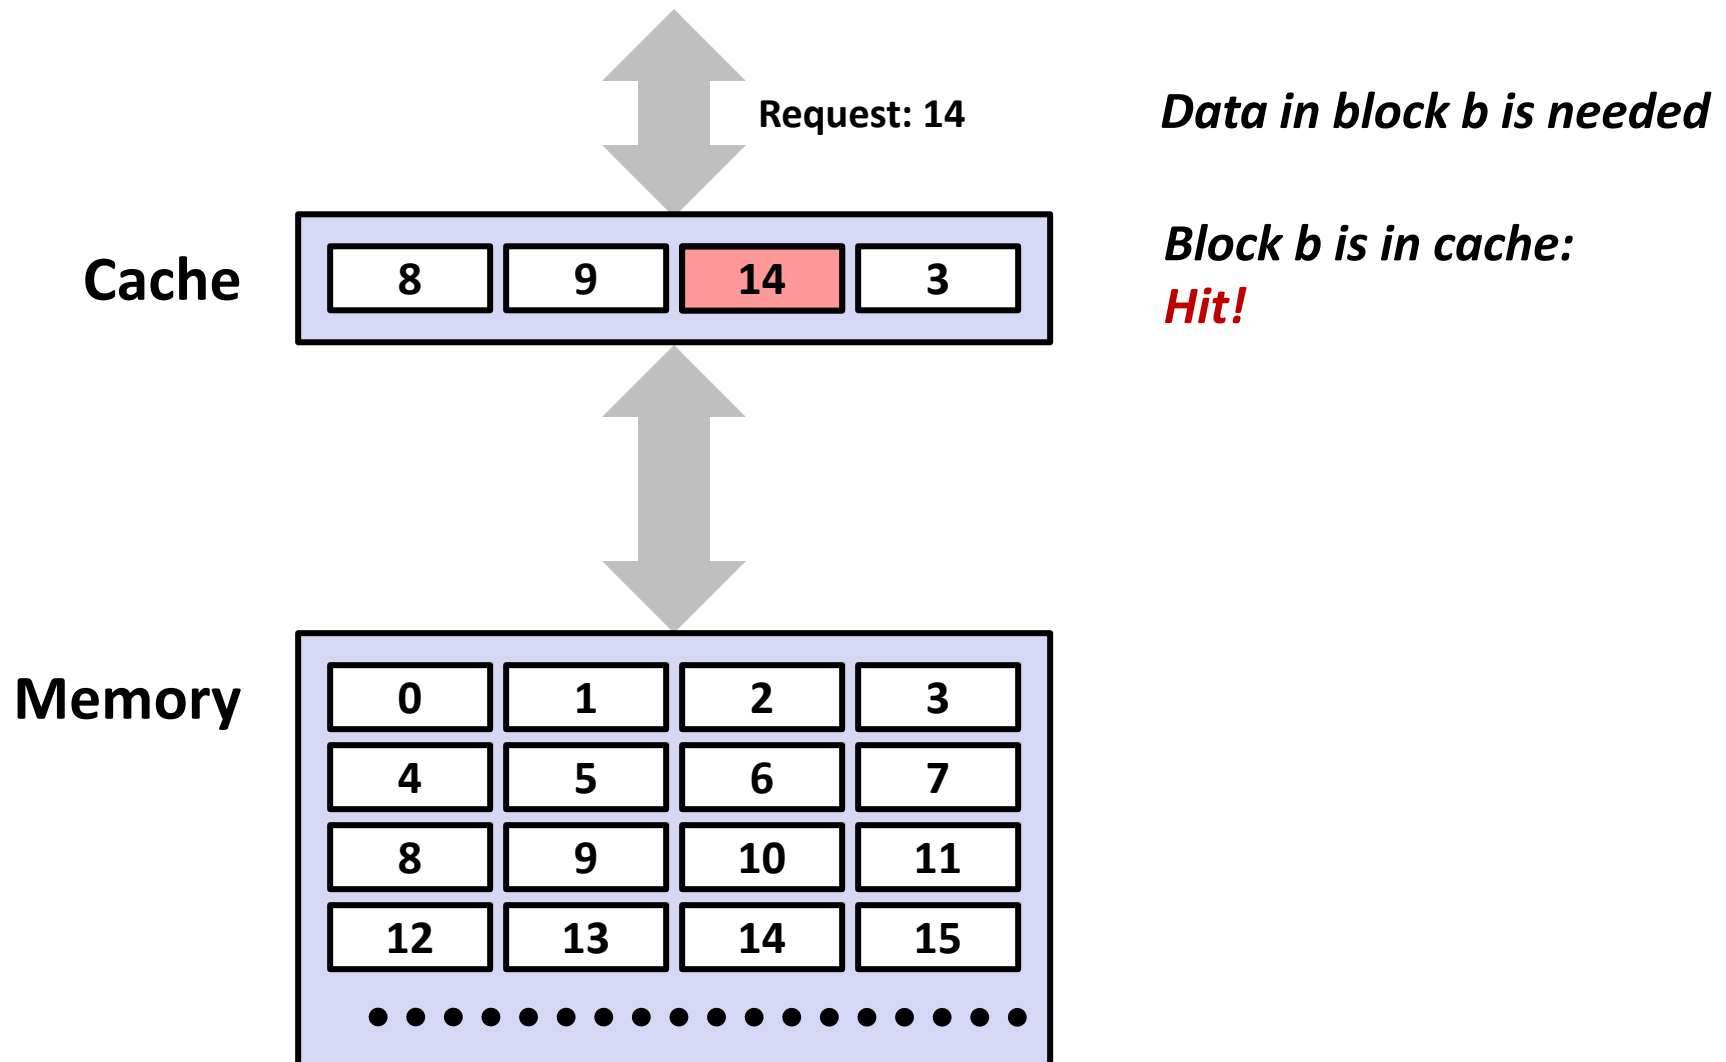 Request: 14
Data in block b is needed
Cache
8 9 14 3
Block b is in cache:
Hit!
Memory
0 1 2 3
4 5 6 7
8 9 10 11
12 13 14 15